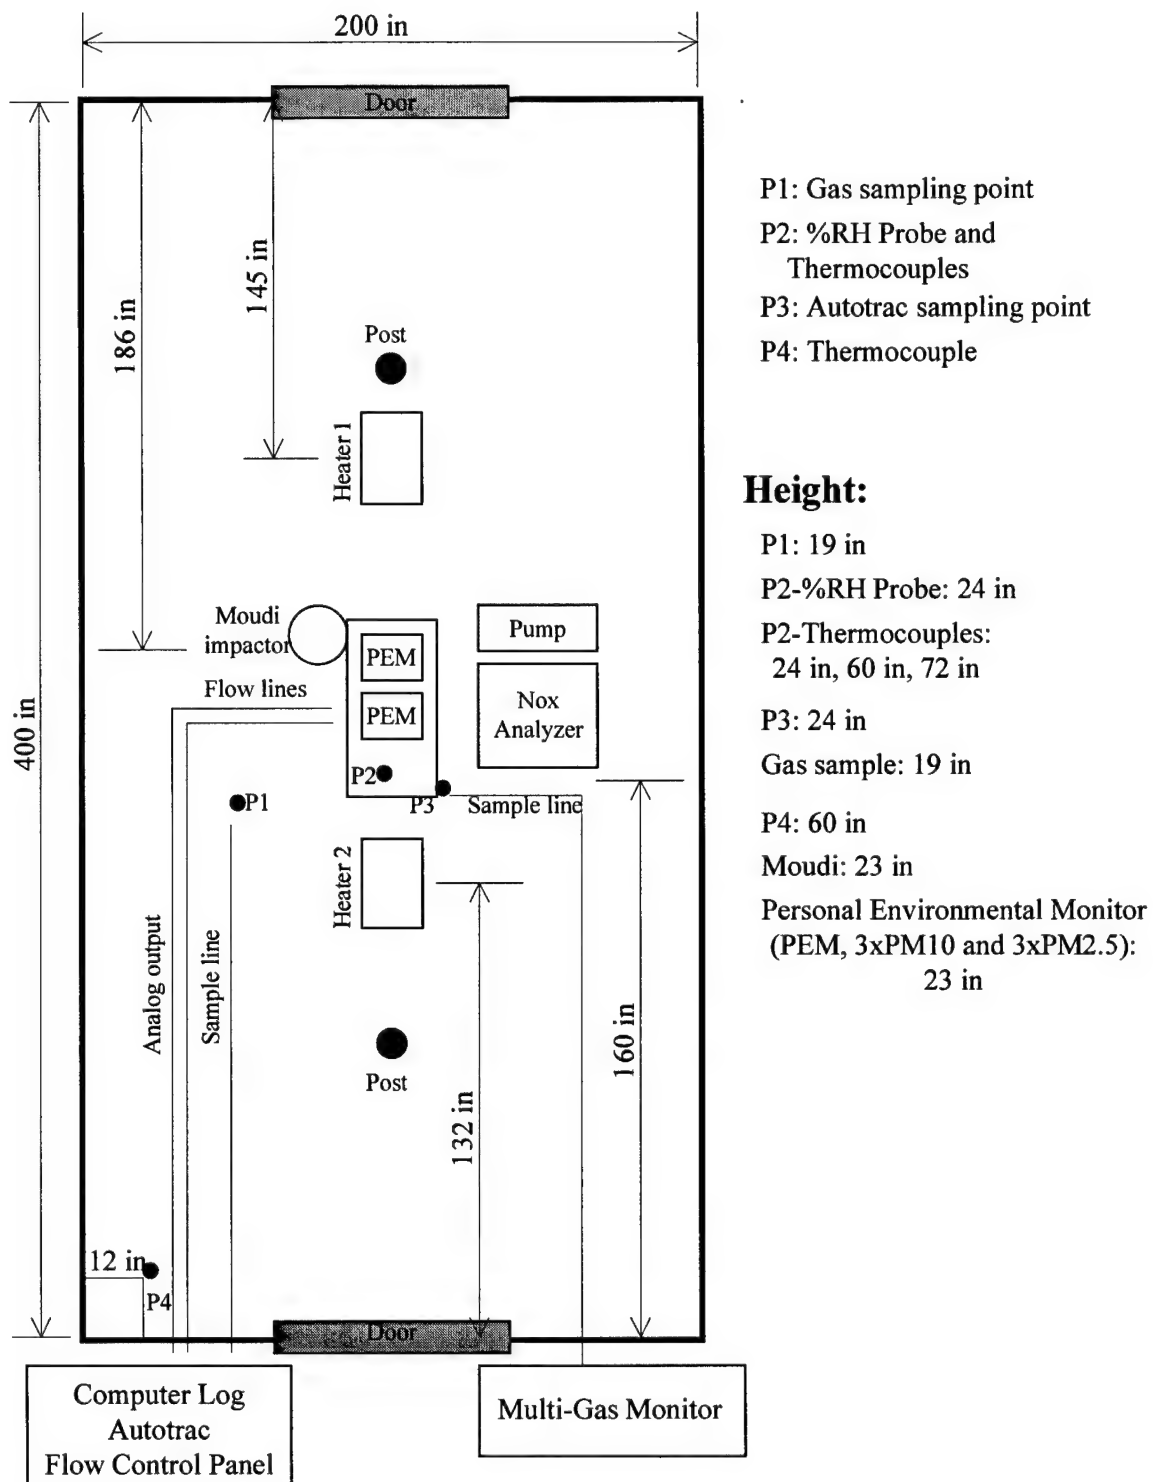 200 in
Door
186 in
145 in
400 in
Post
Heater 1
Moudi
impactor
PEM
Pump
Flow lines
PEM
Nox
Analyzer
P2
P1
P3
Sample line
Heater 2
Analog output
Sample line
160 in
132 in
Post
12 in
P4
Door
Computer Log
Autotrac
Flow Control Panel
Multi-Gas Monitor
P1: Gas sampling point
P2: %RH Probe and
Thermocouples
P3: Autotrac sampling point
P4: Thermocouple
Height:
P1: 19 in
P2-%RH Probe: 24 in
P2-Thermocouples:
24 in, 60 in, 72 in
P3: 24 in
Gas sample: 19 in
P4: 60 in
Moudi: 23 in
Personal Environmental Monitor
(PEM, 3xPM10 and 3xPM2.5):
23 in